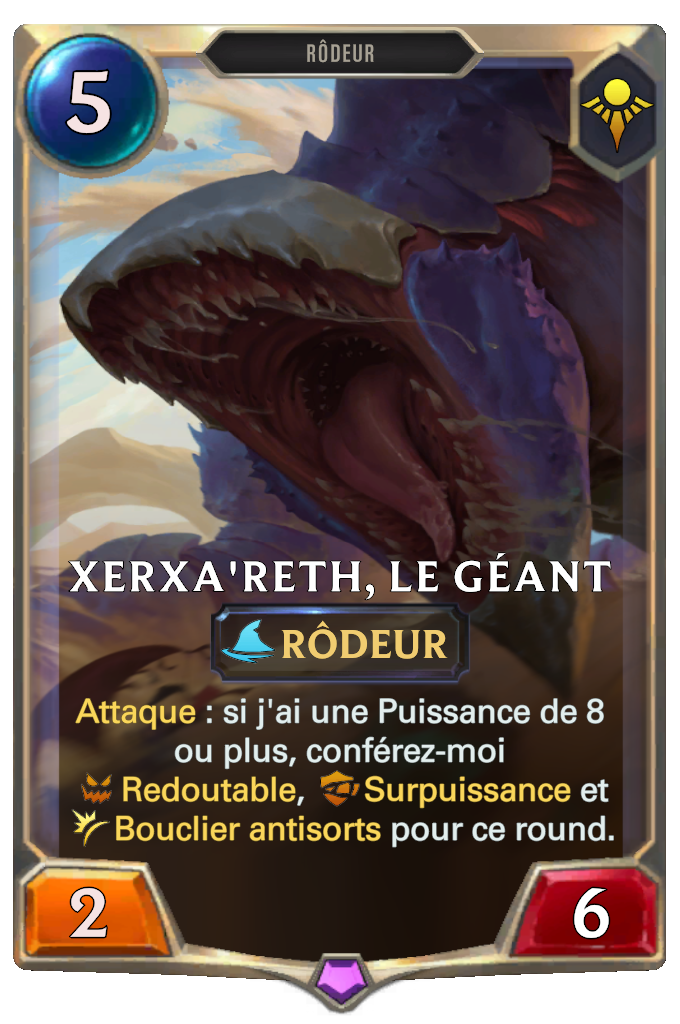 RÔDEUR
5
XERXA'RETH, LE GÉANT
RÔDEUR
Attaque : si j'ai une Puissance de 8
ou plus, conférez-moi
Redoutable, Surpuissance et
Bouclier antisorts pour ce round.
2
6